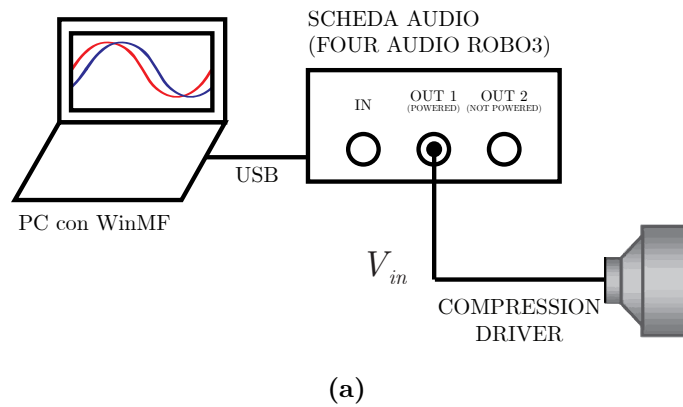 SCHEDA AUDIO
(FOUR AUDIO ROBO3)
IN
OUT 1
(POWERED)
OUT 2
(NOT POWERED)
USB
PC con WinMF
V_in
COMPRESSION
DRIVER
(a)